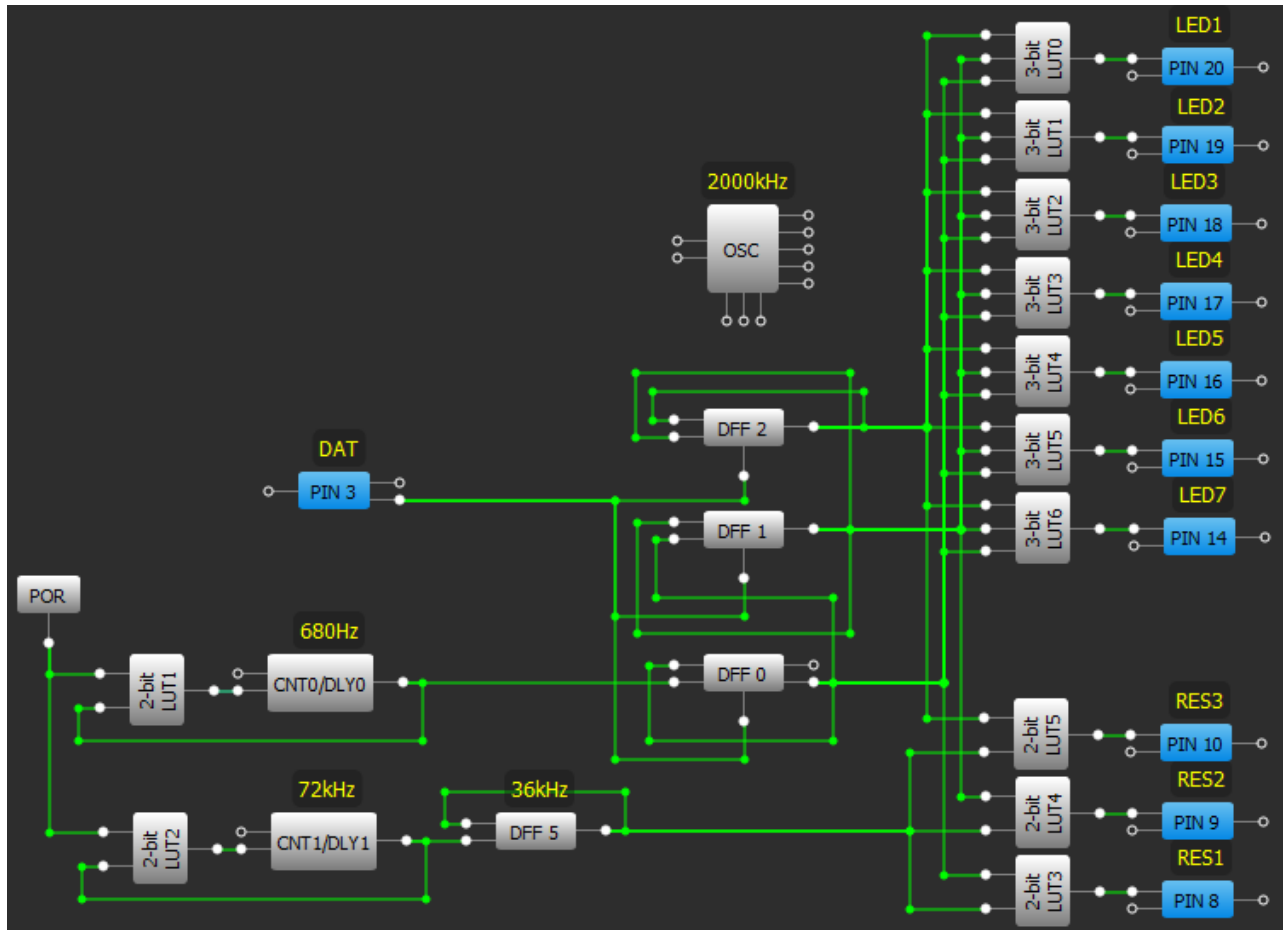 LED1
3-bit LUT0
PIN 20
LED2
3-bit LUT1
PIN 19
2000kHz
LED3
3-bit LUT2
PIN 18
OSC
LED4
3-bit LUT3
PIN 17
LED5
3-bit LUT4
PIN 16
LED6
DFF 2
3-bit LUT5
PIN 15
DAT
PIN 3
LED7
DFF 1
3-bit LUT6
PIN 14
POR
680Hz
2-bit LUT1
CNT0/DLY0
DFF 0
RES3
2-bit LUT5
PIN 10
72kHz
36kHz
RES2
2-bit LUT2
CNT1/DLY1
DFF 5
2-bit LUT4
PIN 9
RES1
2-bit LUT3
PIN 8